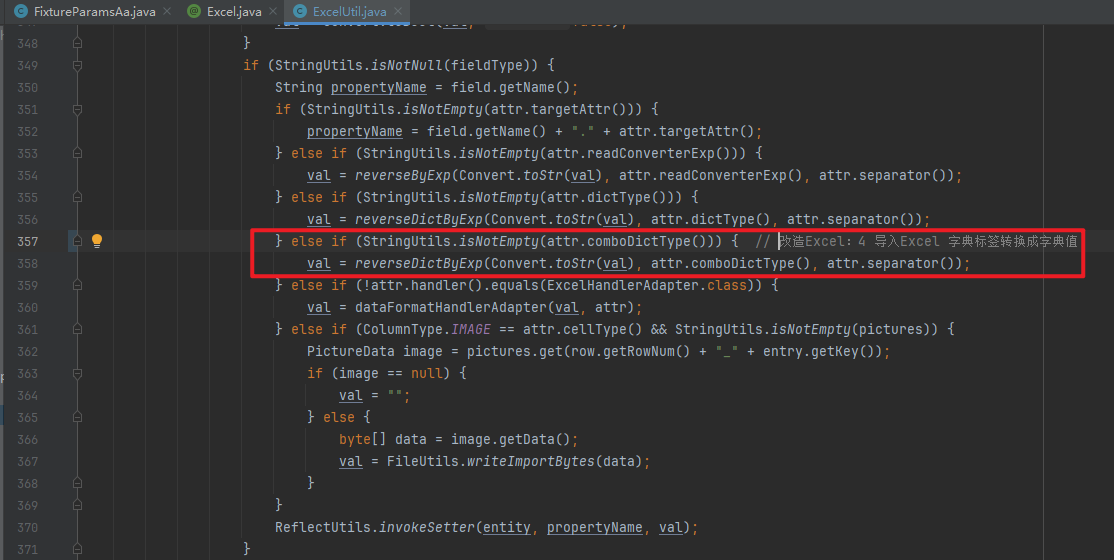 FixtureParamsAa.java × Excel.java × ExcelUtil.java ×
348 }
349 if (StringUtils.isNotNull(fieldType)) {
350 String propertyName = field.getName();
351 if (StringUtils.isNotEmpty(attr.targetAttr())) {
352 propertyName = field.getName() + "." + attr.targetAttr();
353 } else if (StringUtils.isNotEmpty(attr.readConverterExp())) {
354 val = reverseByExp(Convert.toStr(val), attr.readConverterExp(), attr.separator());
355 } else if (StringUtils.isNotEmpty(attr.dictType())) {
356 val = reverseDictByExp(Convert.toStr(val), attr.dictType(), attr.separator());
357 } else if (StringUtils.isNotEmpty(attr.comboDictType())) { // 改造Excel：4 导入Excel 字典标签转换成字典值
358 val = reverseDictByExp(Convert.toStr(val), attr.comboDictType(), attr.separator());
359 } else if (!attr.handler().equals(ExcelHandlerAdapter.class)) {
360 val = dataFormatHandlerAdapter(val, attr);
361 } else if (ColumnType.IMAGE == attr.cellType() && StringUtils.isNotEmpty(pictures)) {
362 PictureData image = pictures.get(row.getRowNum() + "_" + entry.getKey());
363 if (image == null) {
364 val = "";
365 } else {
366 byte[] data = image.getData();
367 val = FileUtils.writeImportBytes(data);
368 }
369 }
370 ReflectUtils.invokeSetter(entity, propertyName, val);
371 }